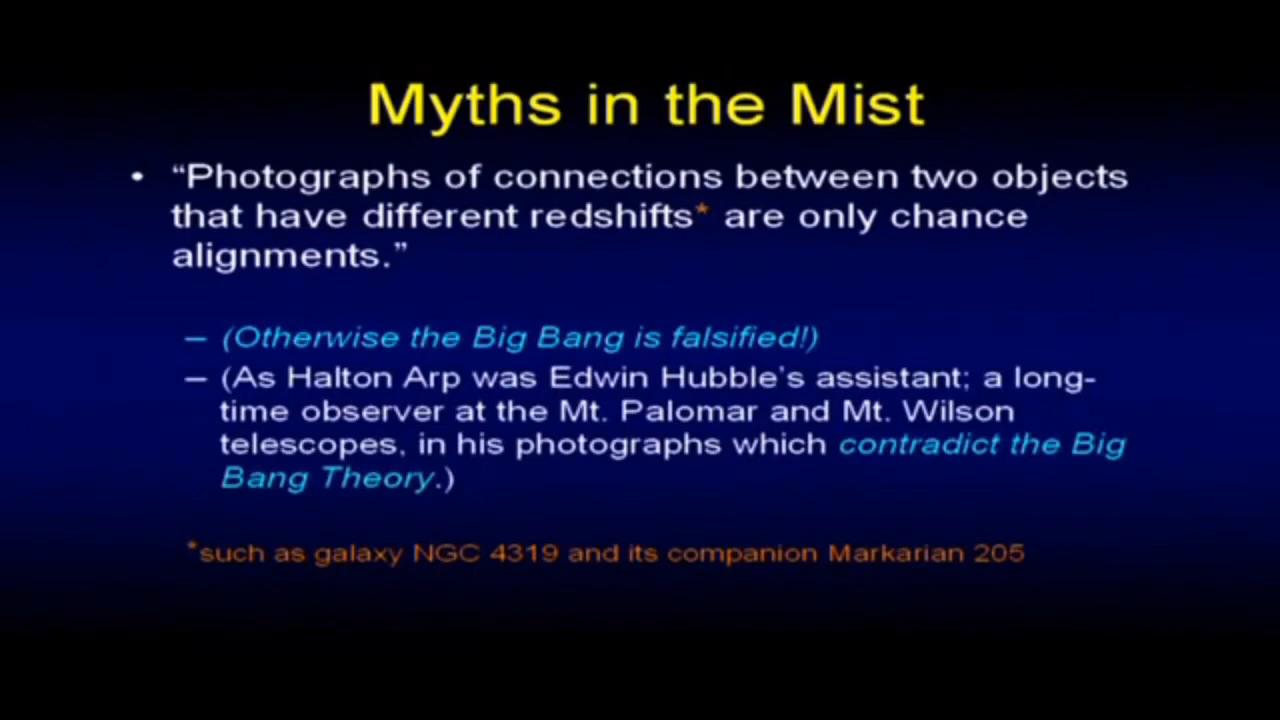 Myths in the Mist
• “Photographs of connections between two objects
that have different redshifts* are only chance
alignments.”
– (Otherwise the Big Bang is falsified!)
– (As Halton Arp was Edwin Hubble's assistant; a long-
time observer at the Mt. Palomar and Mt. Wilson
telescopes, in his photographs which contradict the Big
Bang Theory.)
*such as galaxy NGC 4319 and its companion Markarian 205